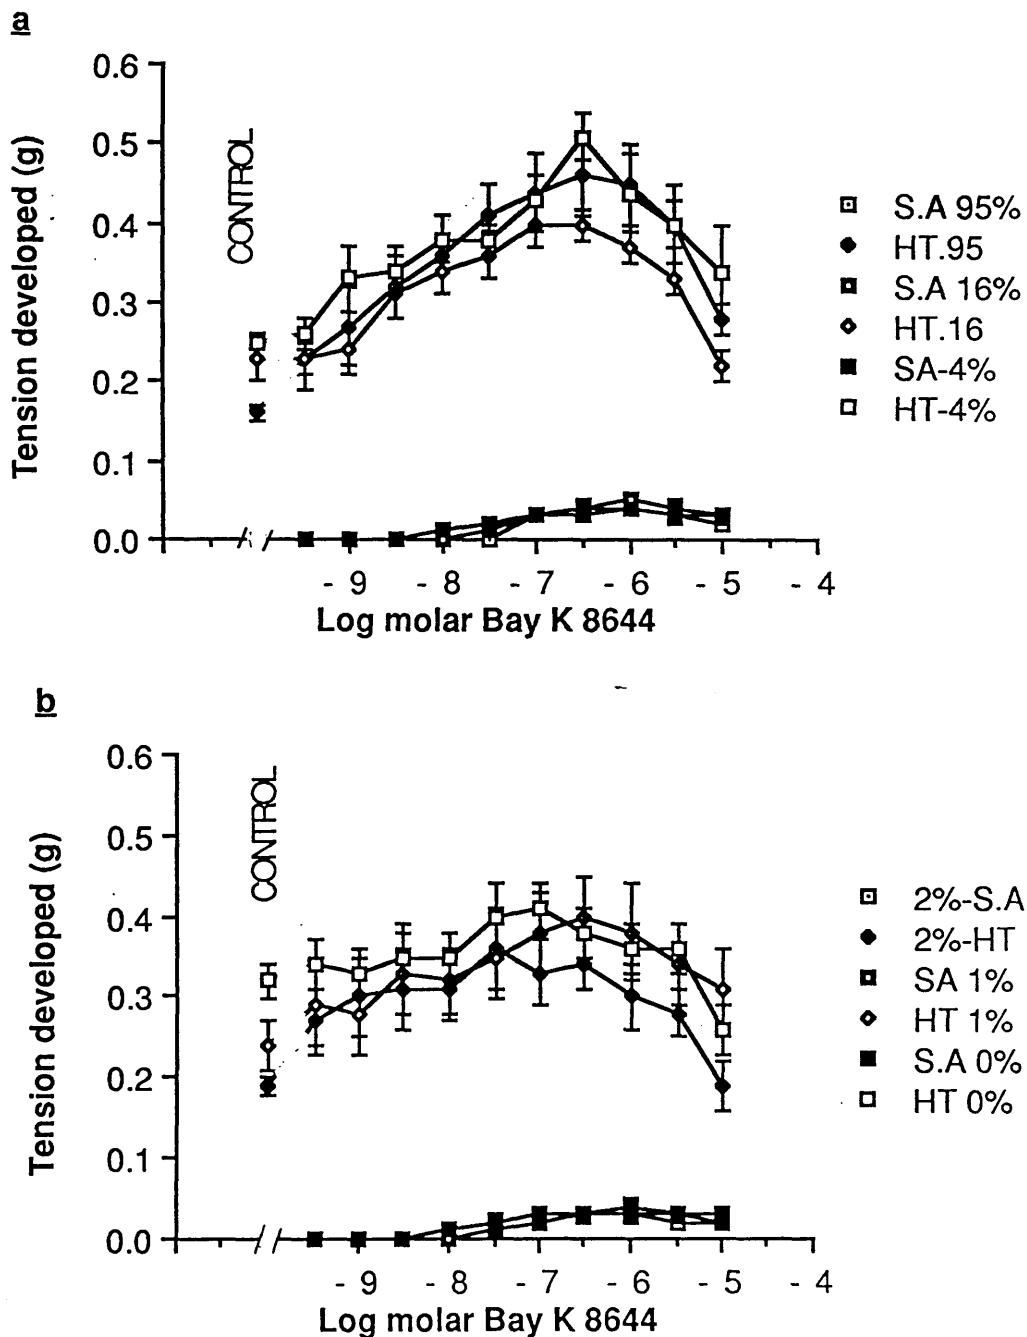 a
0.6
0.5
0.4
0.3
0.2
0.1
0.0
Tension developed (g)
CONTROL
- 9 - 8 - 7 - 6 - 5 - 4
Log molar Bay K 8644
S.A 95%
HT.95
S.A 16%
HT.16
SA-4%
HT-4%
b
0.6
0.5
0.4
0.3
0.2
0.1
0.0
Tension developed (g)
CONTROL
- 9 - 8 - 7 - 6 - 5 - 4
Log molar Bay K 8644
2%-S.A
2%-HT
SA 1%
HT 1%
S.A 0%
HT 0%